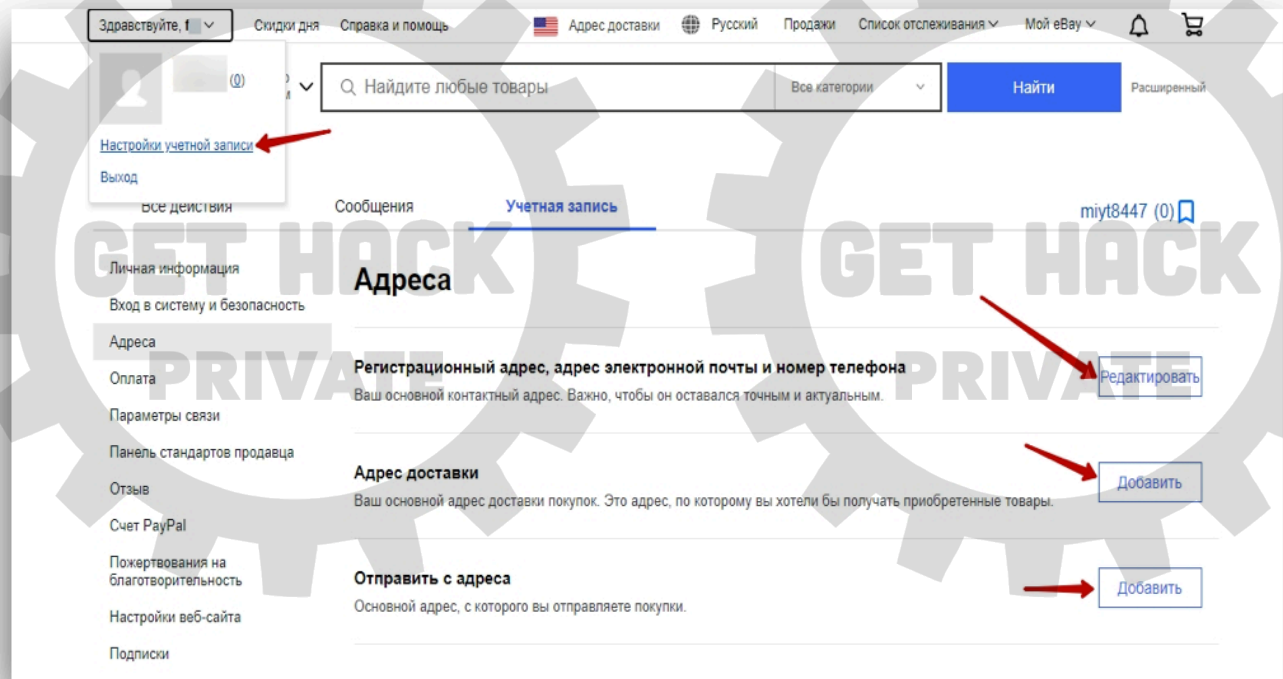 Здравствуйте, f
Скидки дня
Справка и помощь
Адрес доставки
Русский
Продажи
Список отслеживания
Мой eBay
(0)
Найдите любые товары
Все категории
Найти
Расширенный
Настройки учетной записи
Выход
Все действия
Сообщения
Учетная запись
miyt8447 (0)
GET HACK
GET HACK
PRIVATE
PRIVATE
Личная информация
Вход в систему и безопасность
Адреса
Оплата
Параметры связи
Панель стандартов продавца
Отзыв
Счет PayPal
Пожертвования на
благотворительность
Настройки веб-сайта
Подписки
Адреса
Регистрационный адрес, адрес электронной почты и номер телефона
Ваш основной контактный адрес. Важно, чтобы он оставался точным и актуальным.
Редактировать
Адрес доставки
Ваш основной адрес доставки покупок. Это адрес, по которому вы хотели бы получать приобретенные товары.
Добавить
Отправить с адреса
Основной адрес, с которого вы отправляете покупки.
Добавить